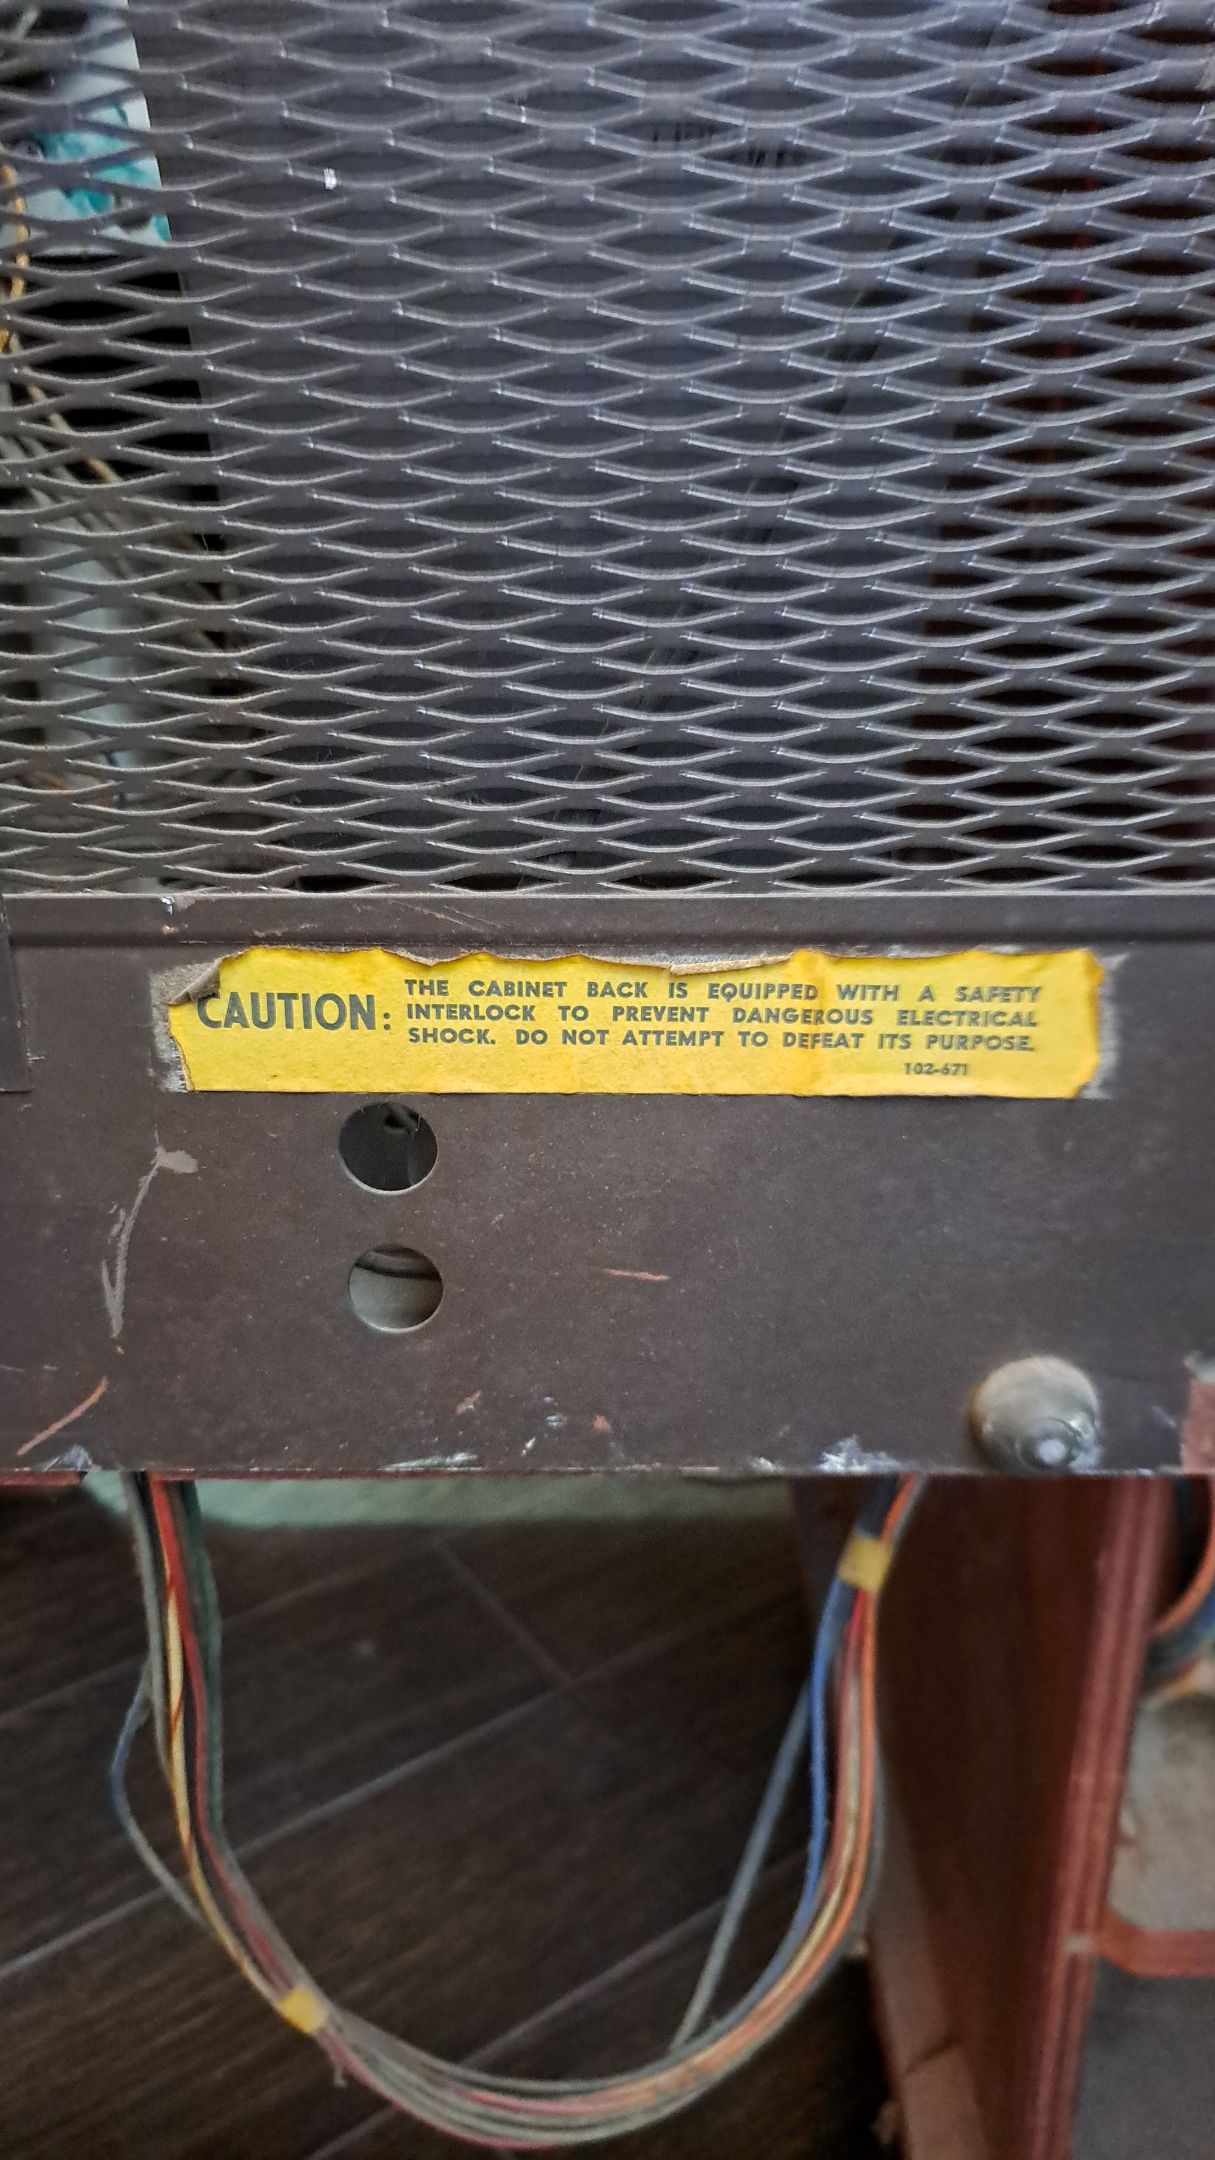 CAUTION: THE CABINET BACK IS EQUIPPED WITH A SAFETY
INTERLOCK TO PREVENT DANGEROUS ELECTRICAL
SHOCK. DO NOT ATTEMPT TO DEFEAT ITS PURPOSE.
102-671